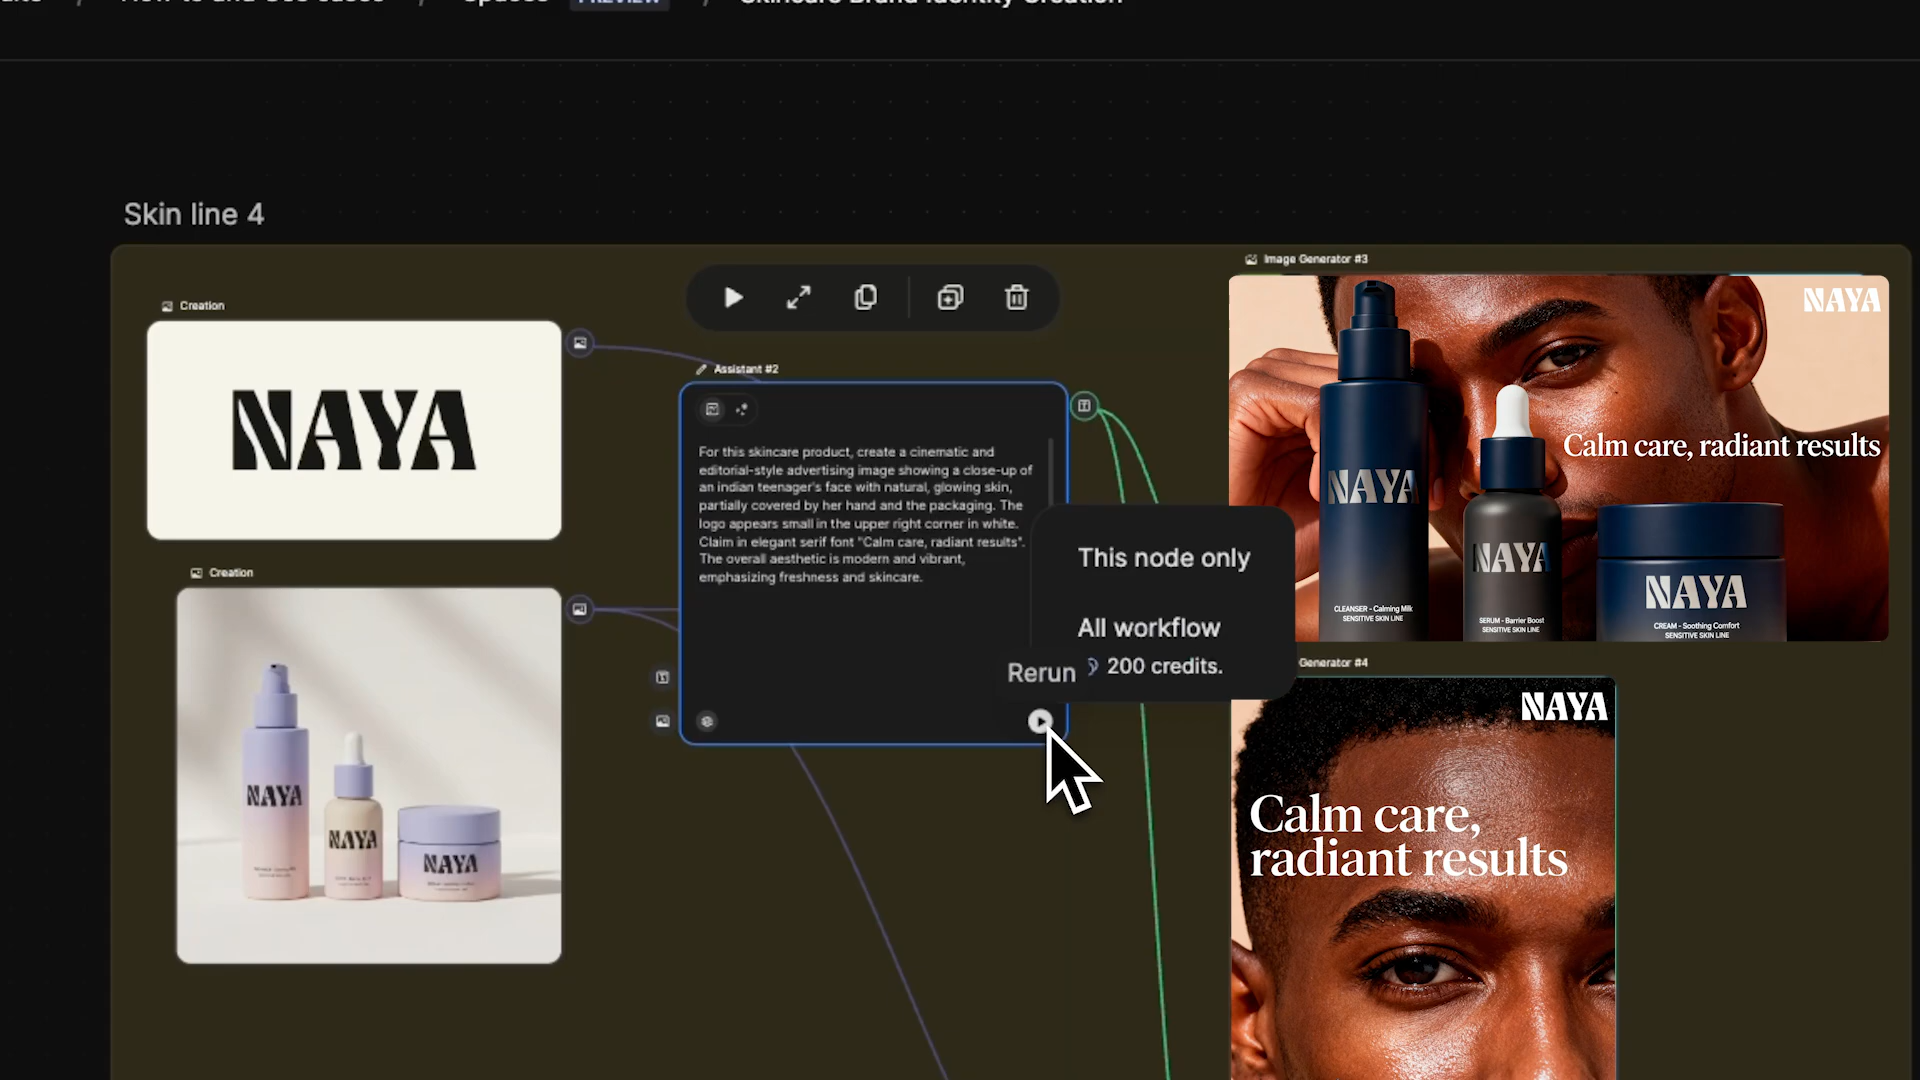 Spaces
PREVIEW
/
Skincare Brand Identity Creation
Skin line 4
Creation
NAYA
Creation
NAYA
NAYA
NAYA
Assistant #2
For this skincare product, create a cinematic and
editorial-style advertising image showing a close-up of
an indian teenager's face with natural, glowing skin,
partially covered by her hand and the packaging. The
logo appears small in the upper right corner in white.
Claim in elegant serif font "Calm care, radiant results".
The overall aesthetic is modern and vibrant,
emphasizing freshness and skincare.
This node only
All workflow
200 credits.
Rerun
Image Generator #3
NAYA
Calm care, radiant results
NAYA
CLEANSER - Calming Milk
SENSITIVE SKIN LINE
NAYA
SERUM - Barrier Boost
SENSITIVE SKIN LINE
NAYA
CREAM - Soothing Comfort
SENSITIVE SKIN LINE
Generator #4
NAYA
Calm care,
radiant results